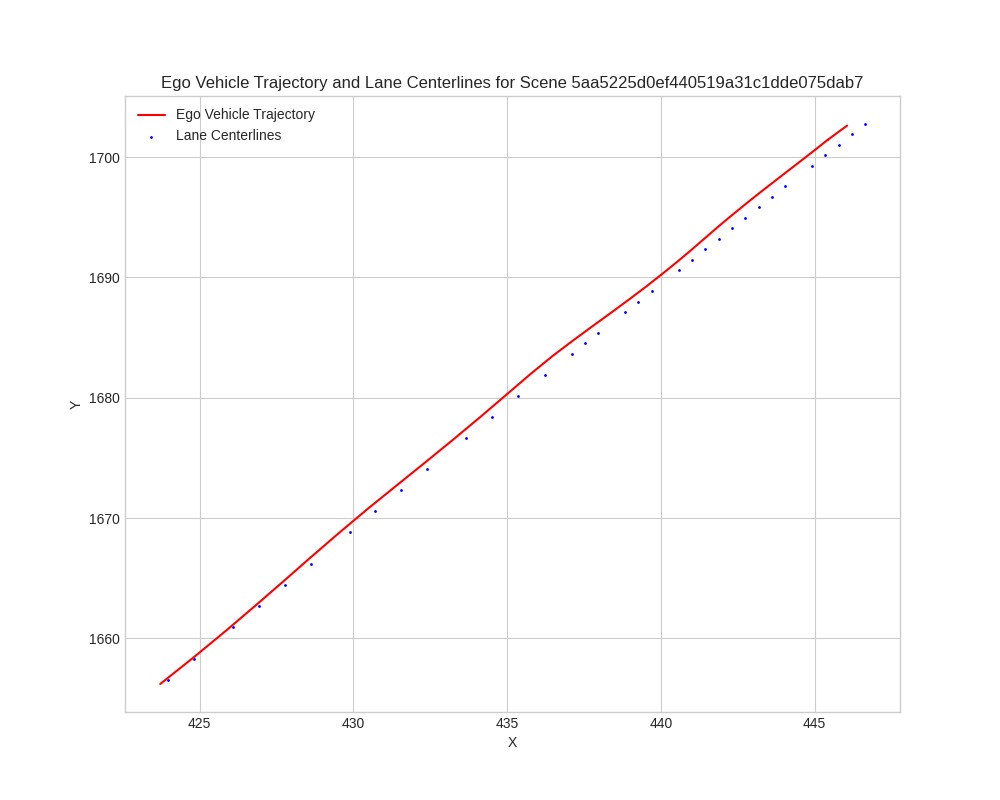 Ego Vehicle Trajectory and Lane Centerlines for Scene 5aa5225d0ef440519a31c1dde075dab7
Ego Vehicle Trajectory
Lane Centerlines
1700
1690
1680
1670
1660
Y
425 430 435 440 445
X